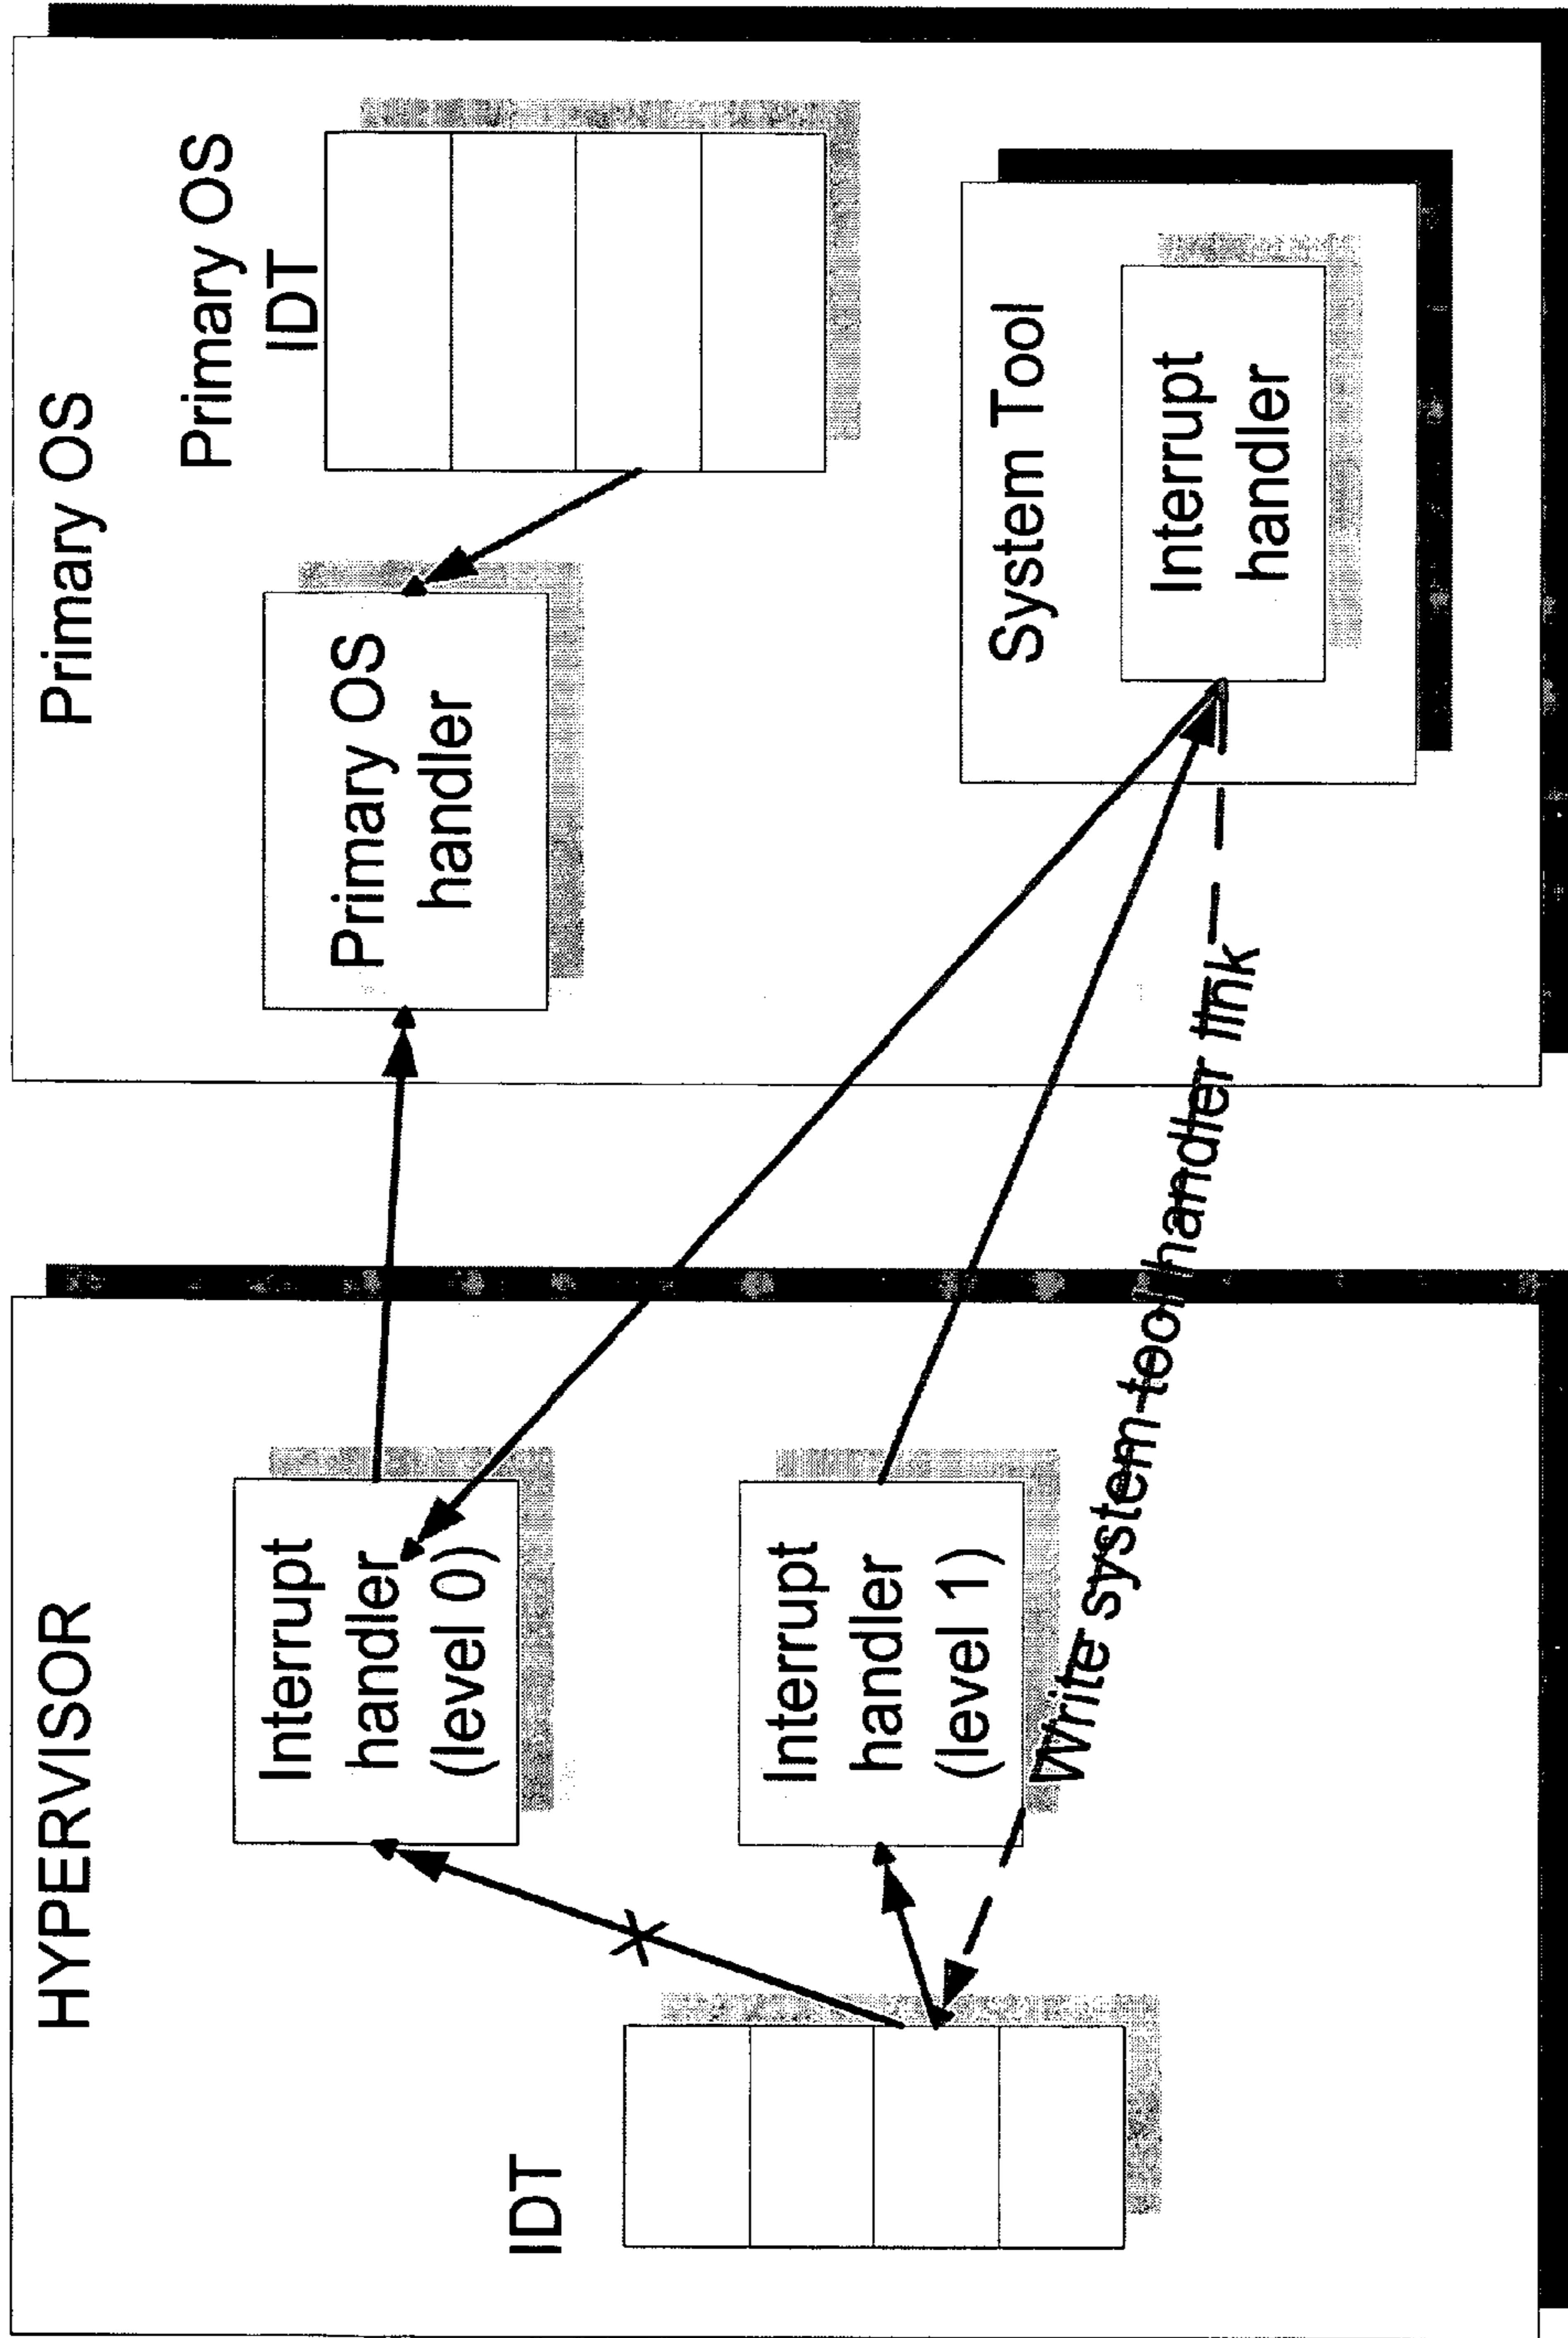 HYPERVISOR
IDT
Interrupt
handler
(level 0)
Interrupt
handler
(level 1)
Write system tool handler link
Primary OS
Primary OS
handler
Primary OS
IDT
System Tool
Interrupt
handler